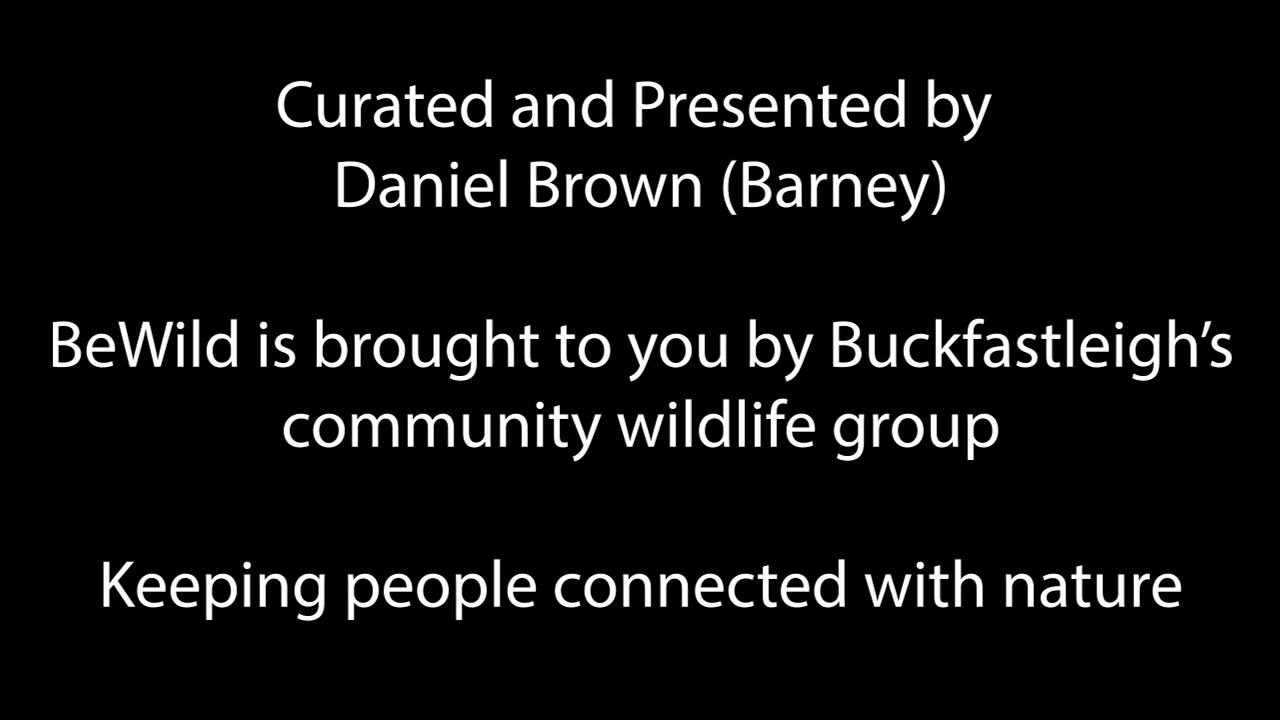 Curated and Presented by
Daniel Brown (Barney)
BeWild is brought to you by Buckfastleigh’s
community wildlife group
Keeping people connected with nature